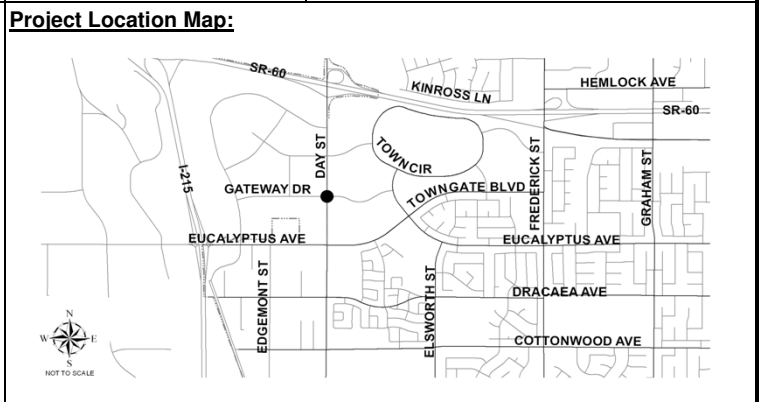 Project Location Map:
SR-60
KINROSS LN
HEMLOCK AVE
SR-60
I-215
DAY ST
TOWN CIR
FREDERICK ST
GRAHAM ST
GATEWAY DR
TOWNGATE BLVD
EUCALYPTUS AVE
EUCALYPTUS AVE
EDGEMONT ST
ELSWORTH ST
DRACAEA AVE
COTTONWOOD AVE
N
W E
S
NOT TO SCALE